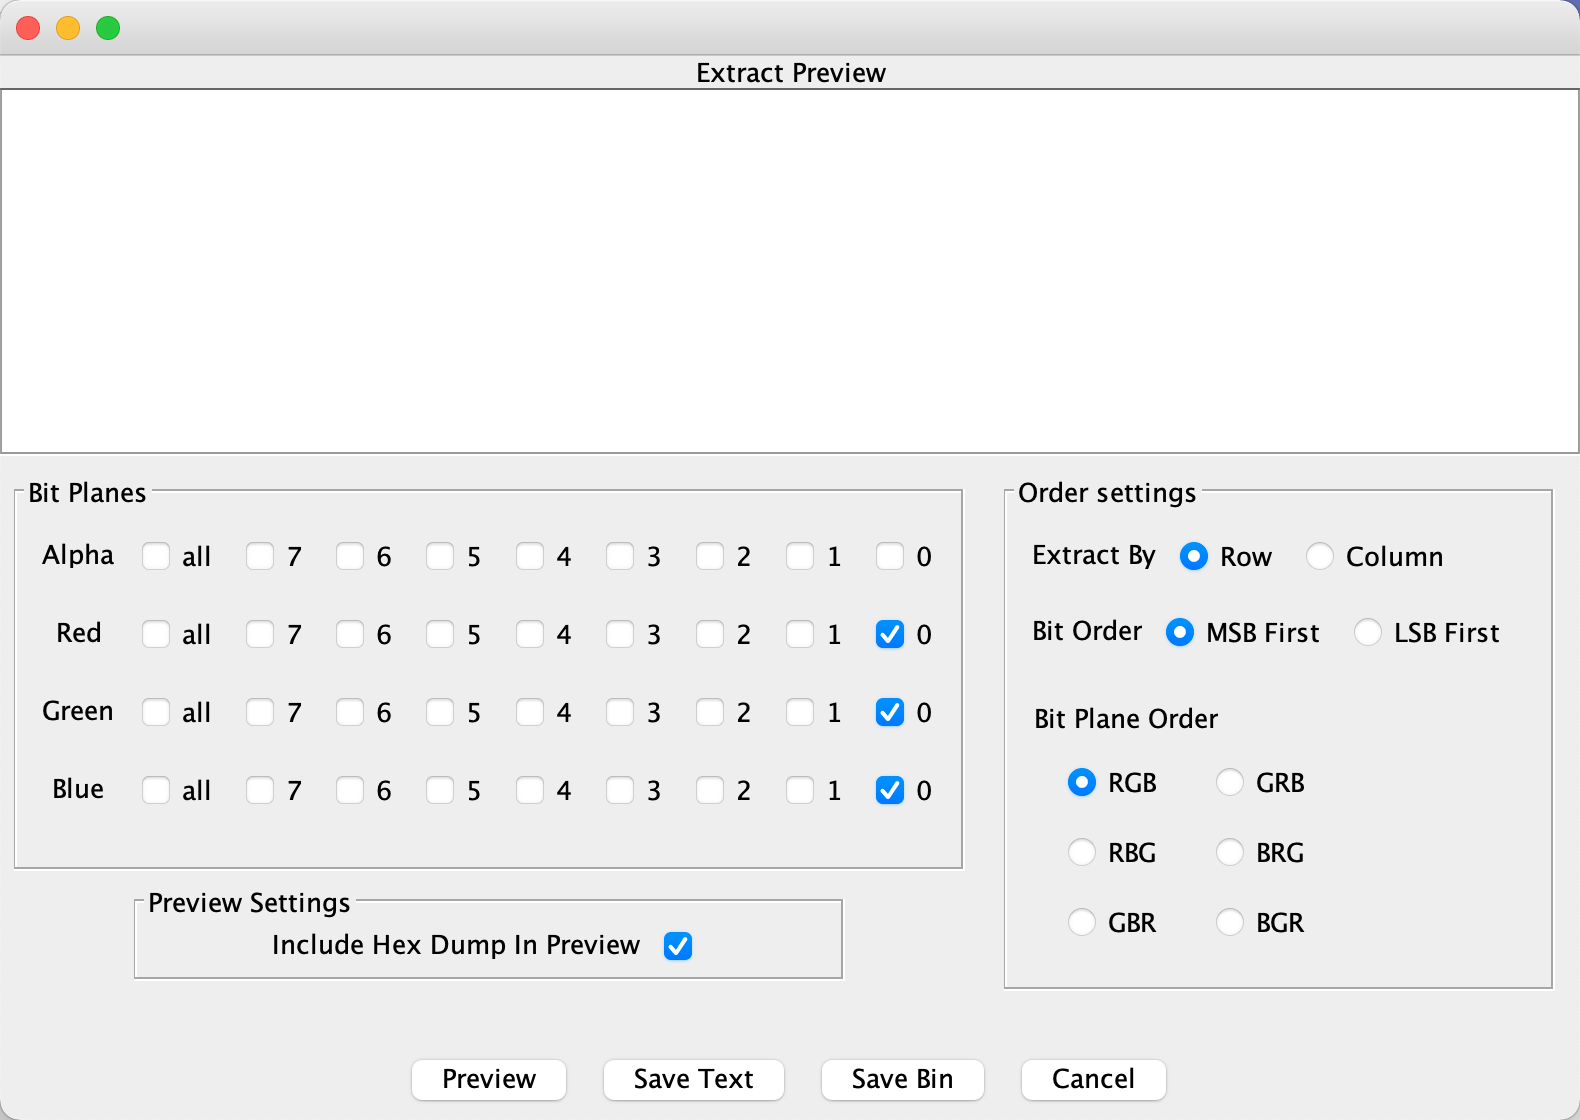 Extract Preview
Bit Planes
Alpha all 7 6 5 4 3 2 1 0
Red all 7 6 5 4 3 2 1 0
Green all 7 6 5 4 3 2 1 0
Blue all 7 6 5 4 3 2 1 0
Preview Settings
Include Hex Dump In Preview
Order settings
Extract By Row Column
Bit Order MSB First LSB First
Bit Plane Order
RGB GRB
RBG BRG
GBR BGR
Preview Save Text Save Bin Cancel